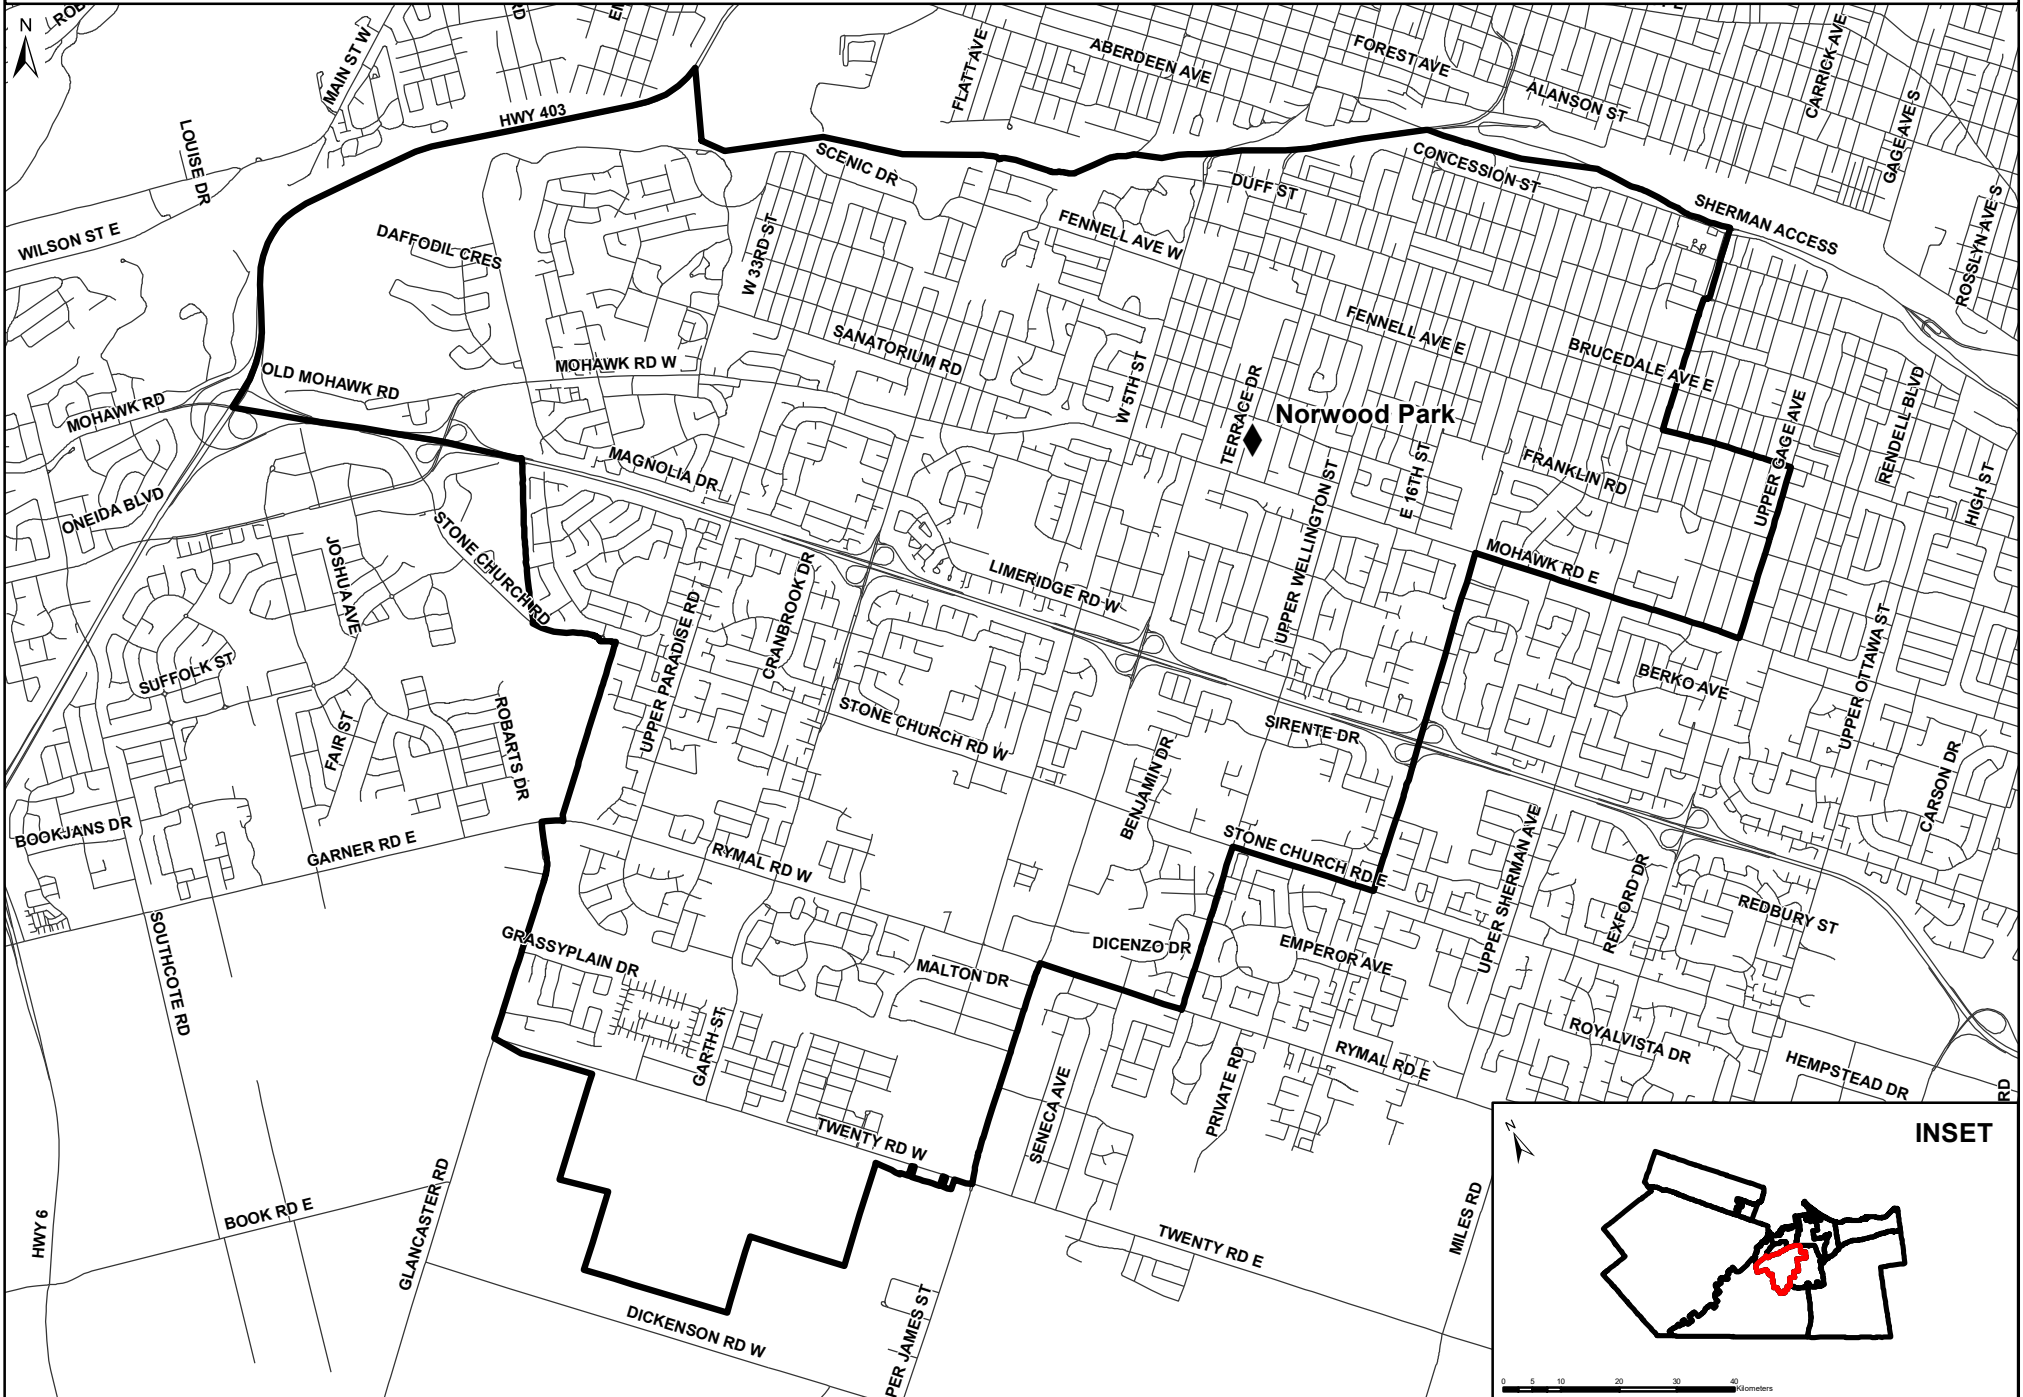 N
MAIN ST W
FLATT AVE
ABERDEEN AVE
FOREST AVE
ALANSON ST
CARRICK AVE
GAGE AVE S
ROSSLYN AVE S
HWY 403
LOUISE DR
WILSON ST E
SCENIC DR
CONCESSION ST
DUFF ST
SHERMAN ACCESS
DAFFODIL CRES
W 33RD ST
FENNELL AVE W
FENNELL AVE E
SANATORIUM RD
BRUCEDALE AVE E
MOHAWK RD W
OLD MOHAWK RD
MOHAWK RD
W 5TH ST
TERRACE DR
Norwood Park
UPPER GAGE AVE
RENDELL BLVD
HIGH ST
MAGNOLIA DR
E 16TH ST
FRANKLIN RD
UPPER WELLINGTON ST
ONEIDA BLVD
STONE CHURCH RD
JOSHUA AVE
MOHAWK RD E
LIMERIDGE RD W
CRANBROOK DR
UPPER PARADISE RD
SUFFOLK ST
BERKO AVE
UPPER OTTAWA ST
STONE CHURCH RD W
SIRENTE DR
FAIR ST
ROBARTS DR
BENJAMIN DR
CARSON DR
BOOKJANS DR
GARNER RD E
RYMAL RD W
STONE CHURCH RD E
UPPER SHERMAN AVE
REXFORD DR
REDBURY ST
SOUTHCOTE RD
GRASSYPLAIN DR
MALTON DR
DICENZO DR
EMPEROR AVE
GARTH ST
SENECA AVE
PRIVATE RD
RYMAL RD E
ROYALVISTA DR
HEMPSTEAD DR
RD
TWENTY RD W
HWY 6
BOOK RD E
GLANCASTER RD
TWENTY RD E
MILES RD
DICKENSON RD W
PER JAMES ST
INSET
N
0 5 10 20 30 40
Kilometers